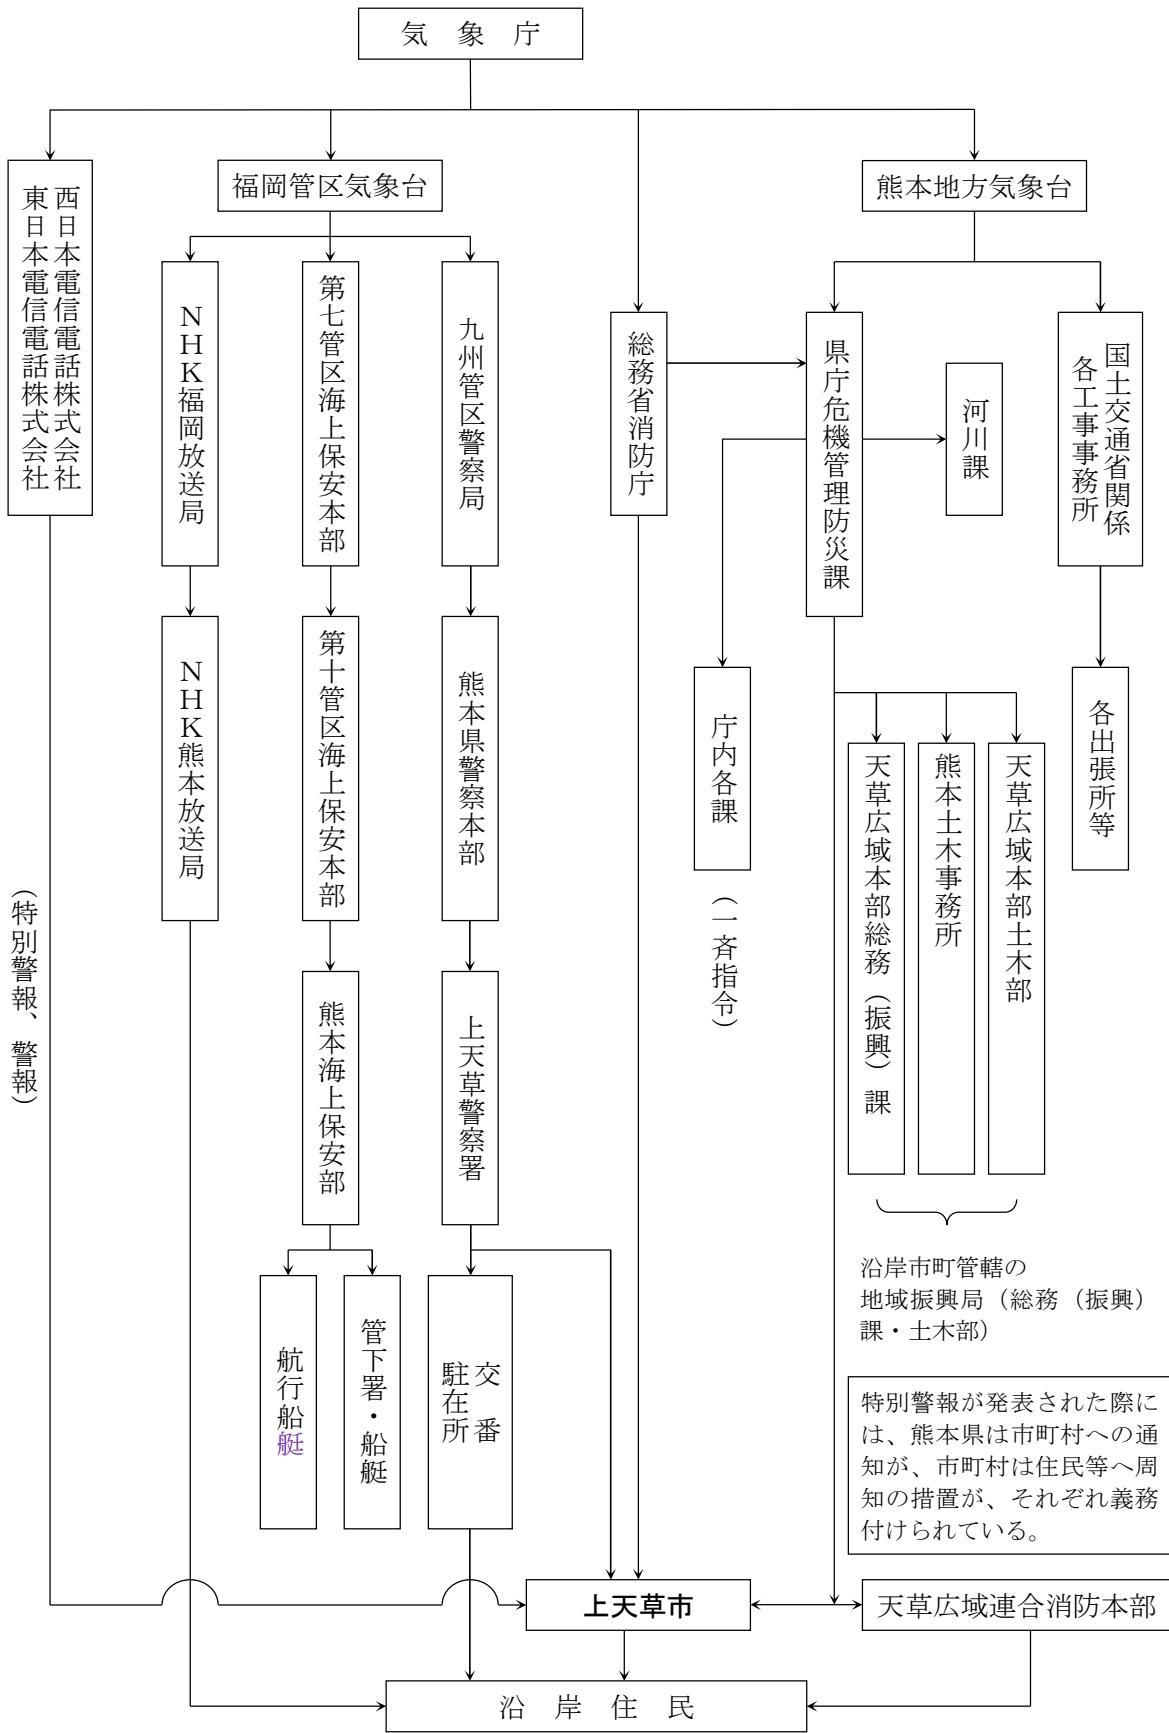 気　象　庁
西日本電信電話株式会社
東日本電信電話株式会社
福岡管区気象台
熊本地方気象台
NHK福岡放送局
第七管区海上保安本部
九州管区警察局
総務省消防庁
県庁危機管理防災課
河川課
国土交通省関係
各工事事務所
NHK熊本放送局
第十管区海上保安本部
熊本県警察本部
庁内各課
(一斉指令)
天草広域本部総務(振興)課
熊本土木事務所
天草広域本部土木部
各出張所等
(特別警報、警報)
熊本海上保安部
上天草警察署
航行船艇
管下署・船艇
交　番
駐在所
沿岸市町管轄の
地域振興局（総務（振興）
課・土木部）
特別警報が発表された際に
は、熊本県は市町村への通
知が、市町村は住民等へ周
知の措置が、それぞれ義務
付けられている。
上天草市
天草広域連合消防本部
沿　岸　住　民